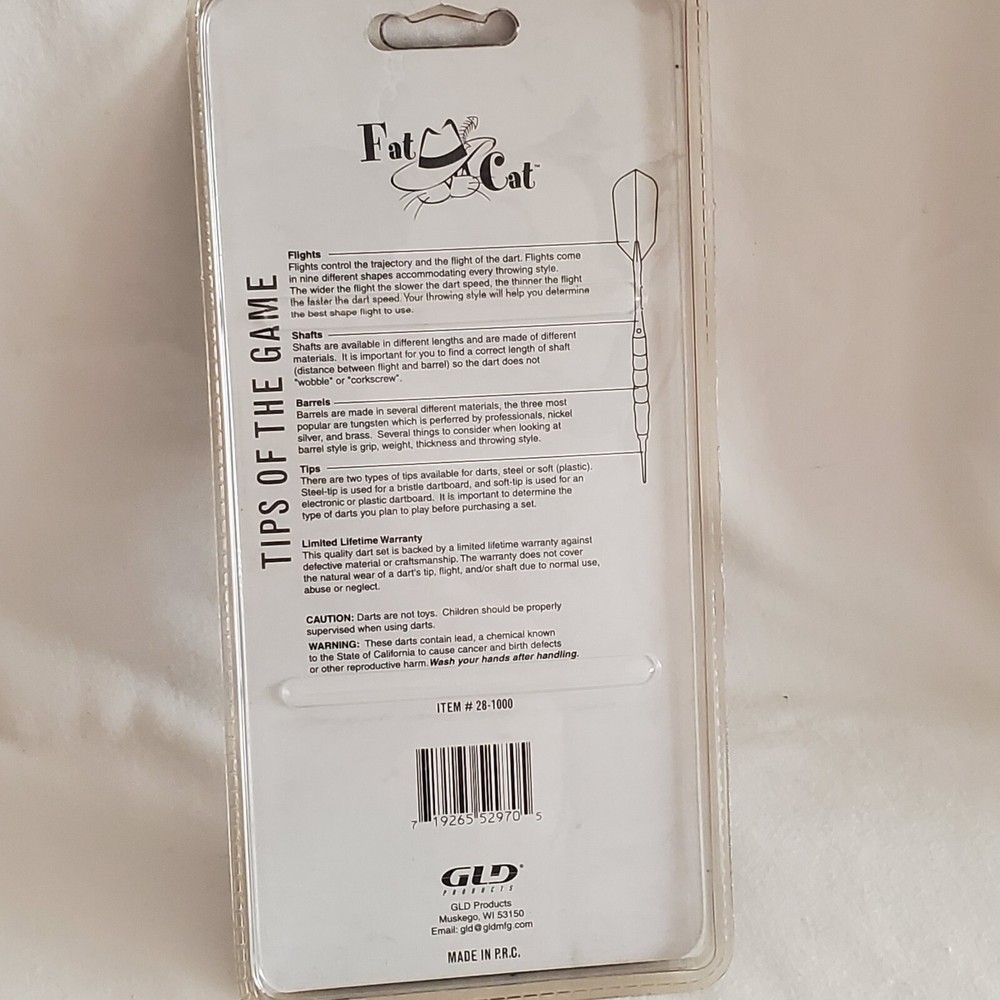 Fat Cat™
TIPS OF THE GAME
Flights
Flights control the trajectory and the flight of the dart. Flights come
in nine different shapes accommodating every throwing style.
The wider the flight the slower the dart speed, the thinner the flight
the faster the dart speed. Your throwing style will help you determine
the best shape flight to use.
Shafts
Shafts are available in different lengths and are made of different
materials. It is important for you to find a correct length of shaft
(distance between flight and barrel) so the dart does not
"wobble" or "corkscrew".
Barrels
Barrels are made in several different materials, the three most
popular are tungsten which is perferred by professionals, nickel
silver, and brass. Several things to consider when looking at
barrel style is grip, weight, thickness and throwing style.
Tips
There are two types of tips available for darts, steel or soft (plastic).
Steel-tip is used for a bristle dartboard, and soft-tip is used for an
electronic or plastic dartboard. It is important to determine the
type of darts you plan to play before purchasing a set.
Limited Lifetime Warranty
This quality dart set is backed by a limited lifetime warranty against
defective material or craftsmanship. The warranty does not cover
the natural wear of a dart's tip, flight, and/or shaft due to normal use,
abuse or neglect.
CAUTION: Darts are not toys. Children should be properly
supervised when using darts.
WARNING: These darts contain lead, a chemical known
to the State of California to cause cancer and birth defects
or other reproductive harm. Wash your hands after handling.
ITEM # 28-1000
7 19265 52970 5
GLD®
PRODUCTS
GLD Products
Muskego, WI 53150
Email: gld@gldmfg.com
MADE IN P.R.C.